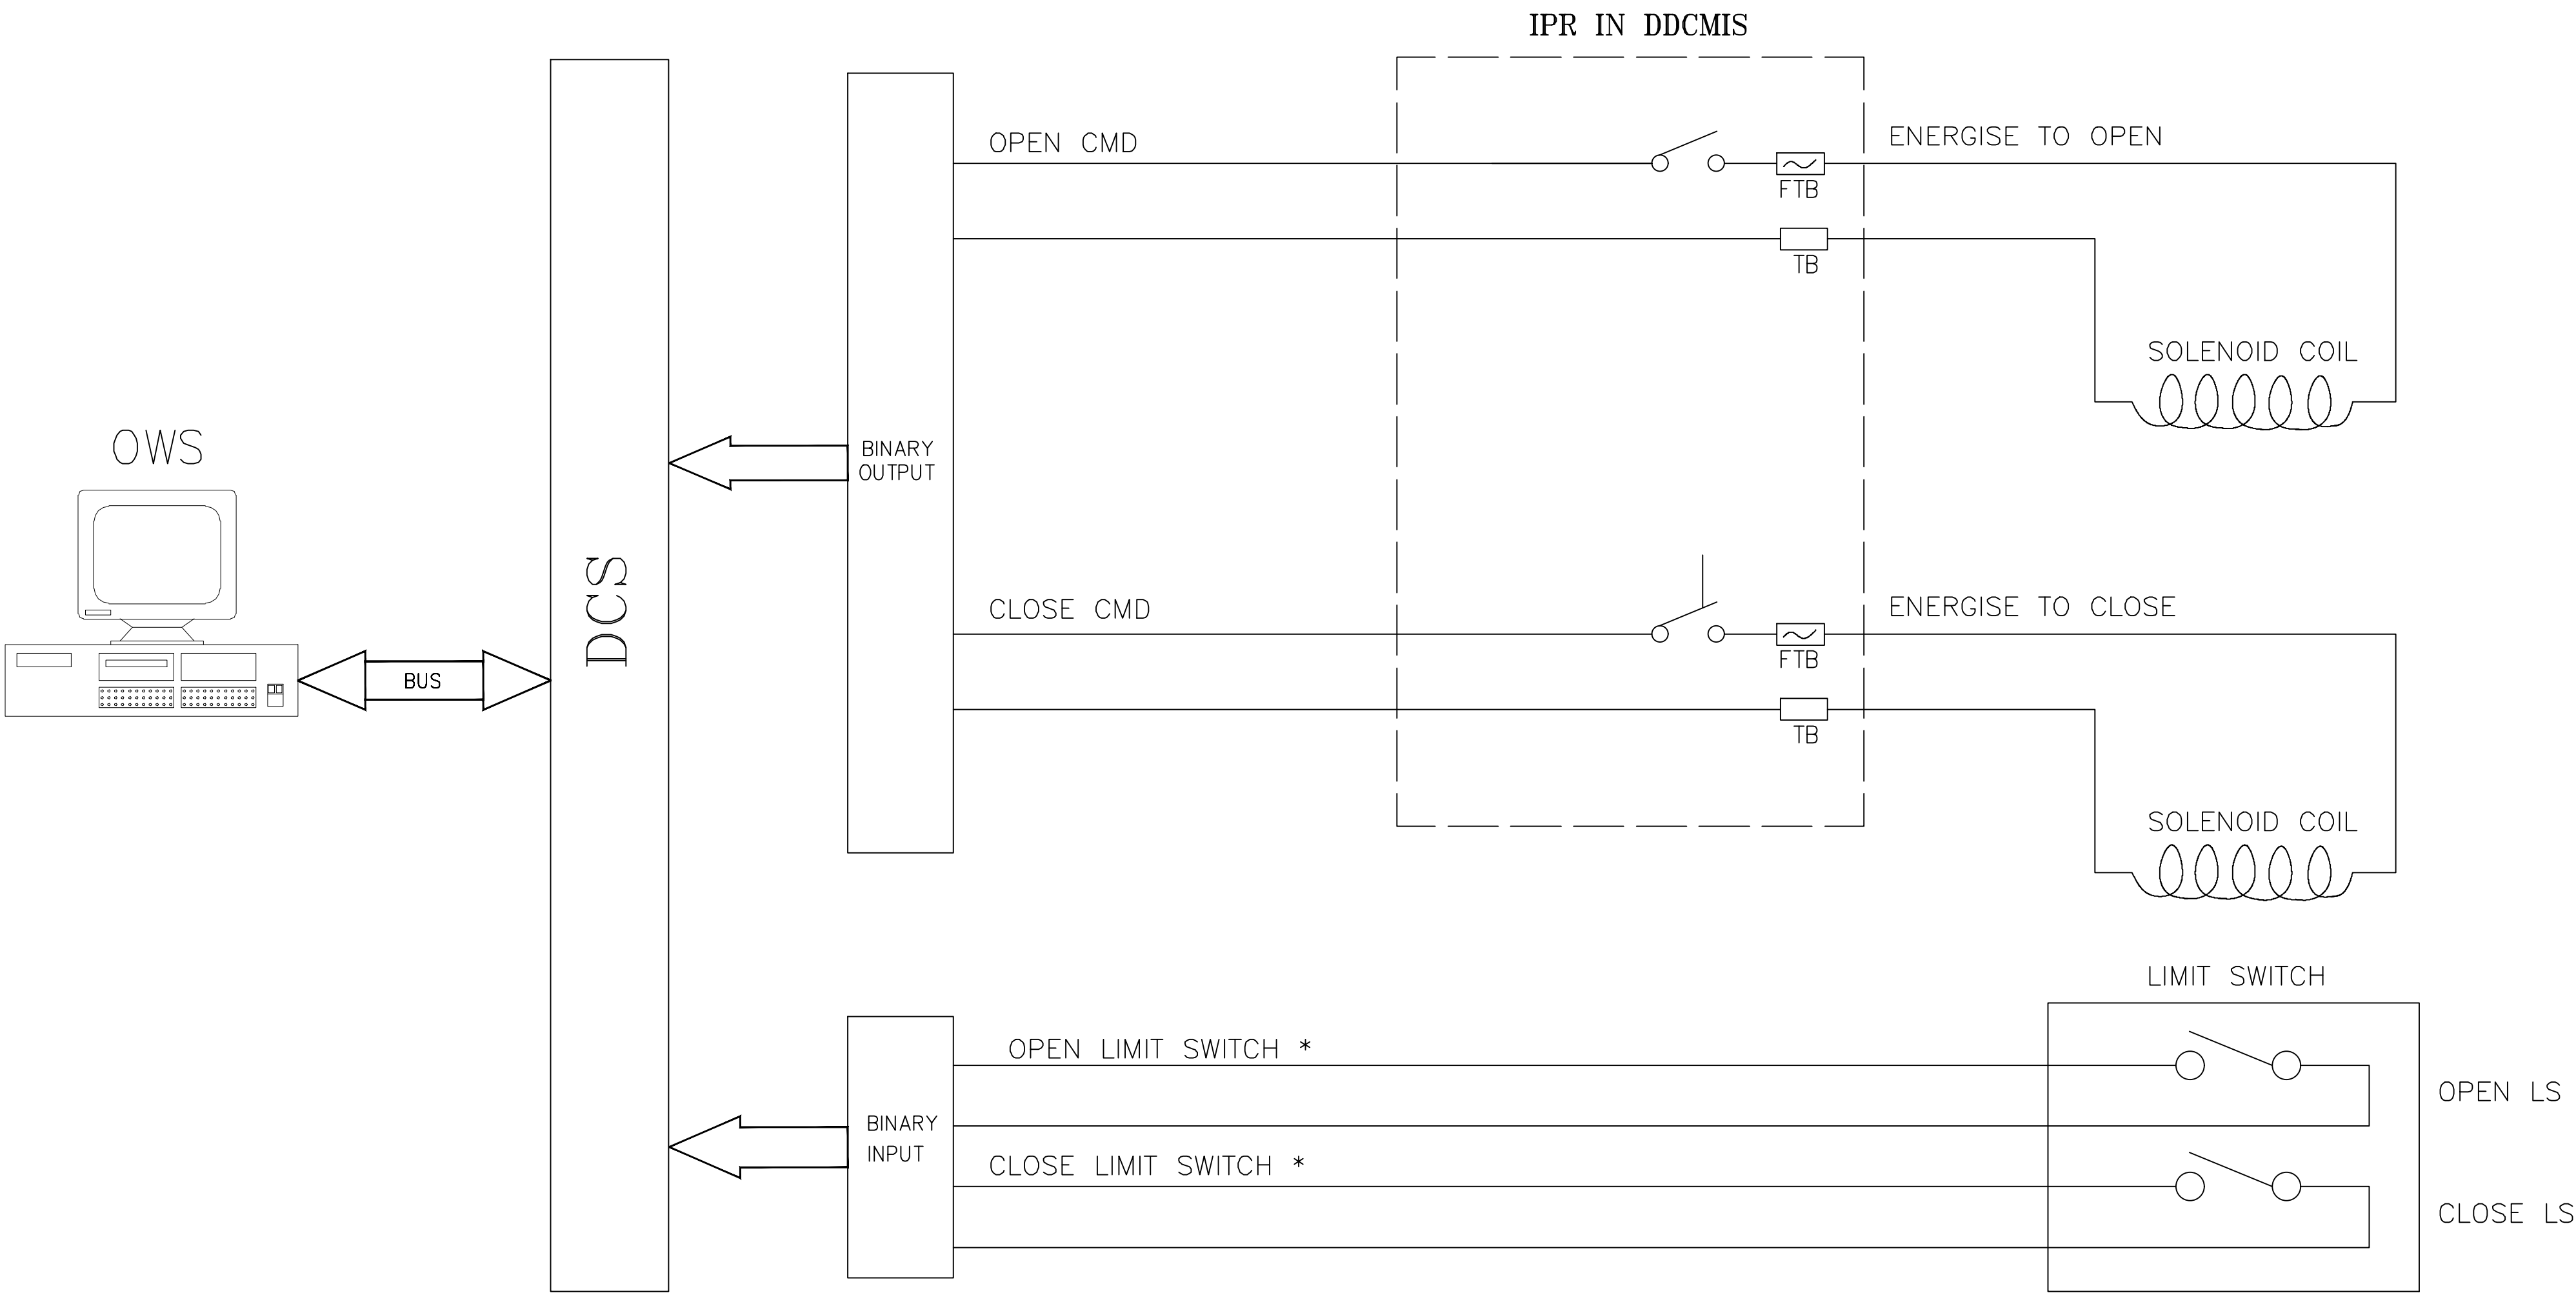 IPR IN DDCMIS
OPEN CMD
ENERGISE TO OPEN
FTB
TB
SOLENOID COIL
OWS
BINARY
OUTPUT
DCS
BUS
CLOSE CMD
ENERGISE TO CLOSE
FTB
TB
SOLENOID COIL
LIMIT SWITCH
OPEN LIMIT SWITCH *
OPEN LS
BINARY
INPUT
CLOSE LIMIT SWITCH *
CLOSE LS